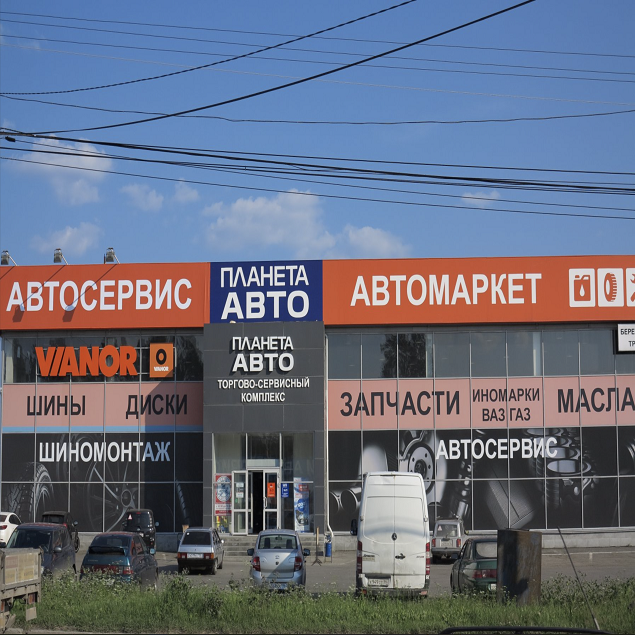 АВТОСЕРВИС
ПЛАНЕТА
АВТО
АВТОМАРКЕТ
VIANOR
VIANOR
ПЛАНЕТА
АВТО
ТОРГОВО-СЕРВИСНЫЙ
КОМПЛЕКС
ШИНЫ ДИСКИ
ЗАПЧАСТИ
ИНОМАРКИ
ВАЗ ГАЗ
МАСЛА
ШИНОМОНТАЖ
АВТОСЕРВИС